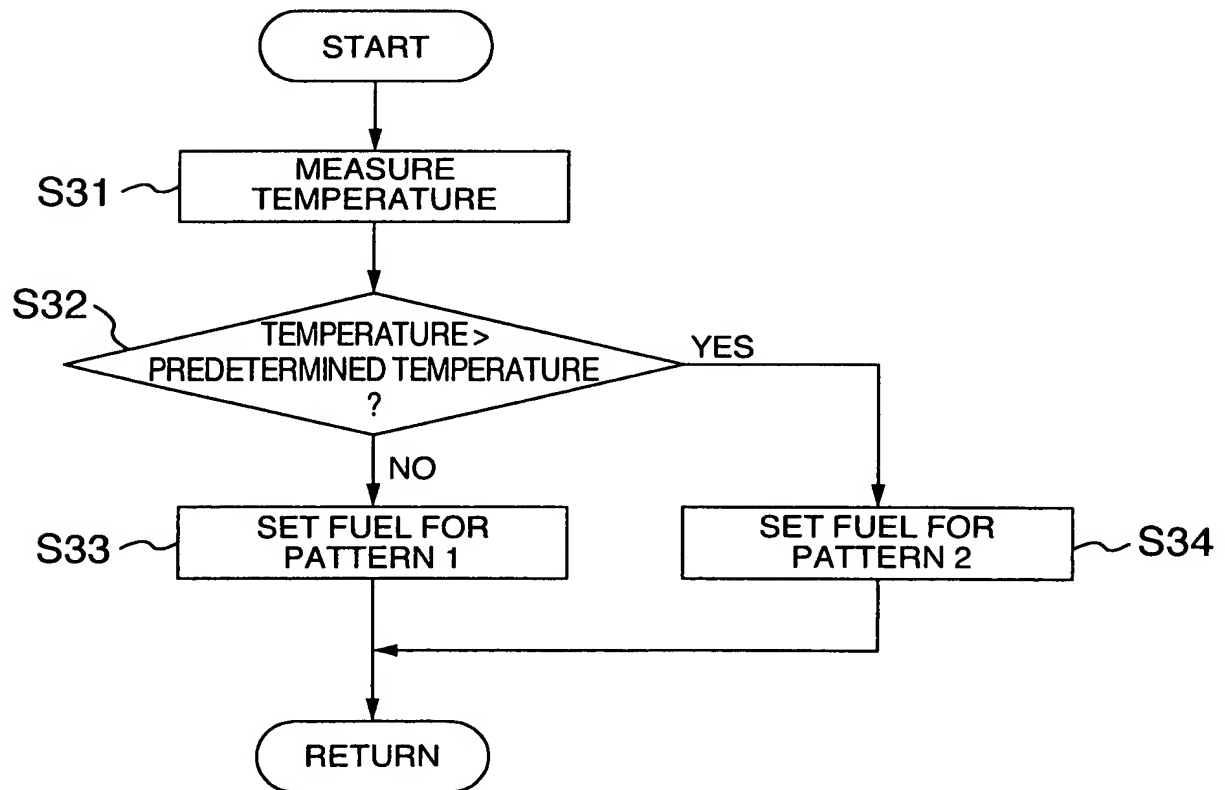 START
S31
MEASURE
TEMPERATURE
S32
TEMPERATURE >
PREDETERMINED TEMPERATURE
?
YES
NO
S33
SET FUEL FOR
PATTERN 1
SET FUEL FOR
PATTERN 2
S34
RETURN